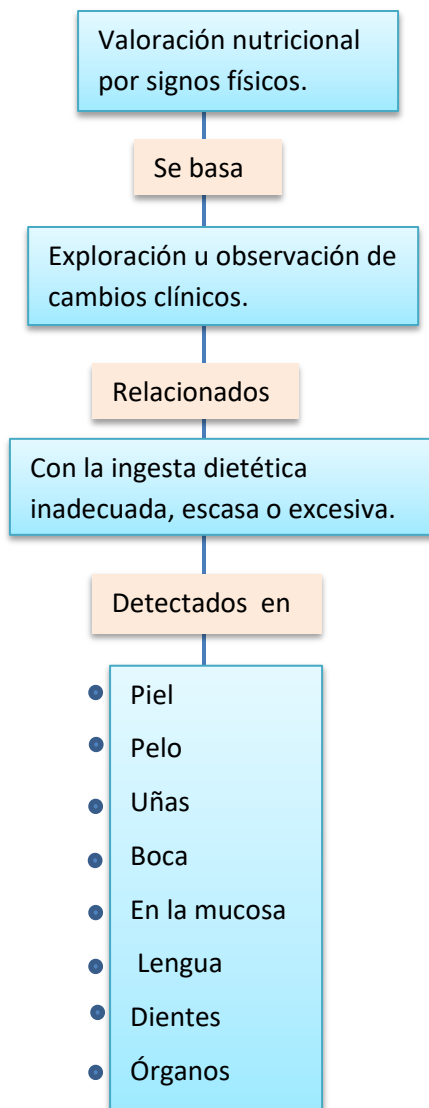 Valoración nutricional
por signos físicos.
Se basa
Exploración u observación de
cambios clínicos.
Relacionados
Con la ingesta dietética
inadecuada, escasa o excesiva.
Detectados en
Piel
Pelo
Uñas
Boca
En la mucosa
Lengua
Dientes
Órganos